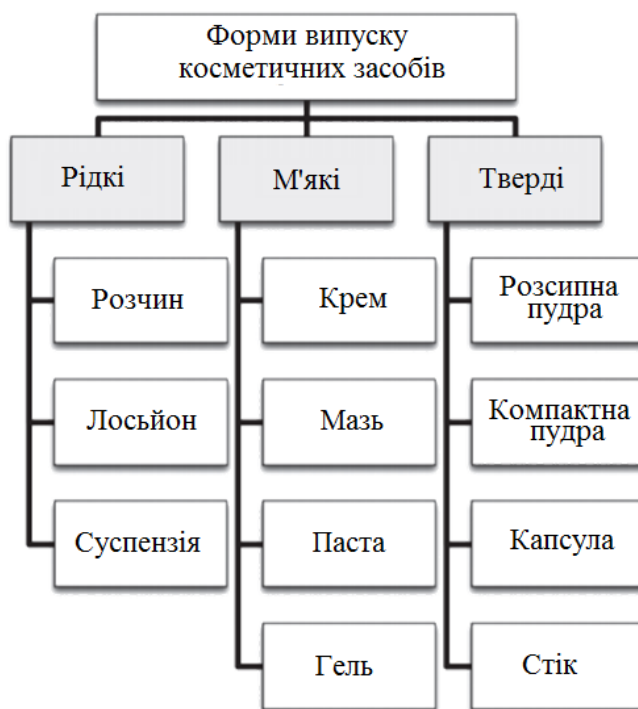 Форми випуску
косметичних засобів
Рідкі
М'які
Тверді
Розчин
Крем
Розсипна
пудра
Лосьйон
Мазь
Компактна
пудра
Суспензія
Паста
Капсула
Гель
Стік